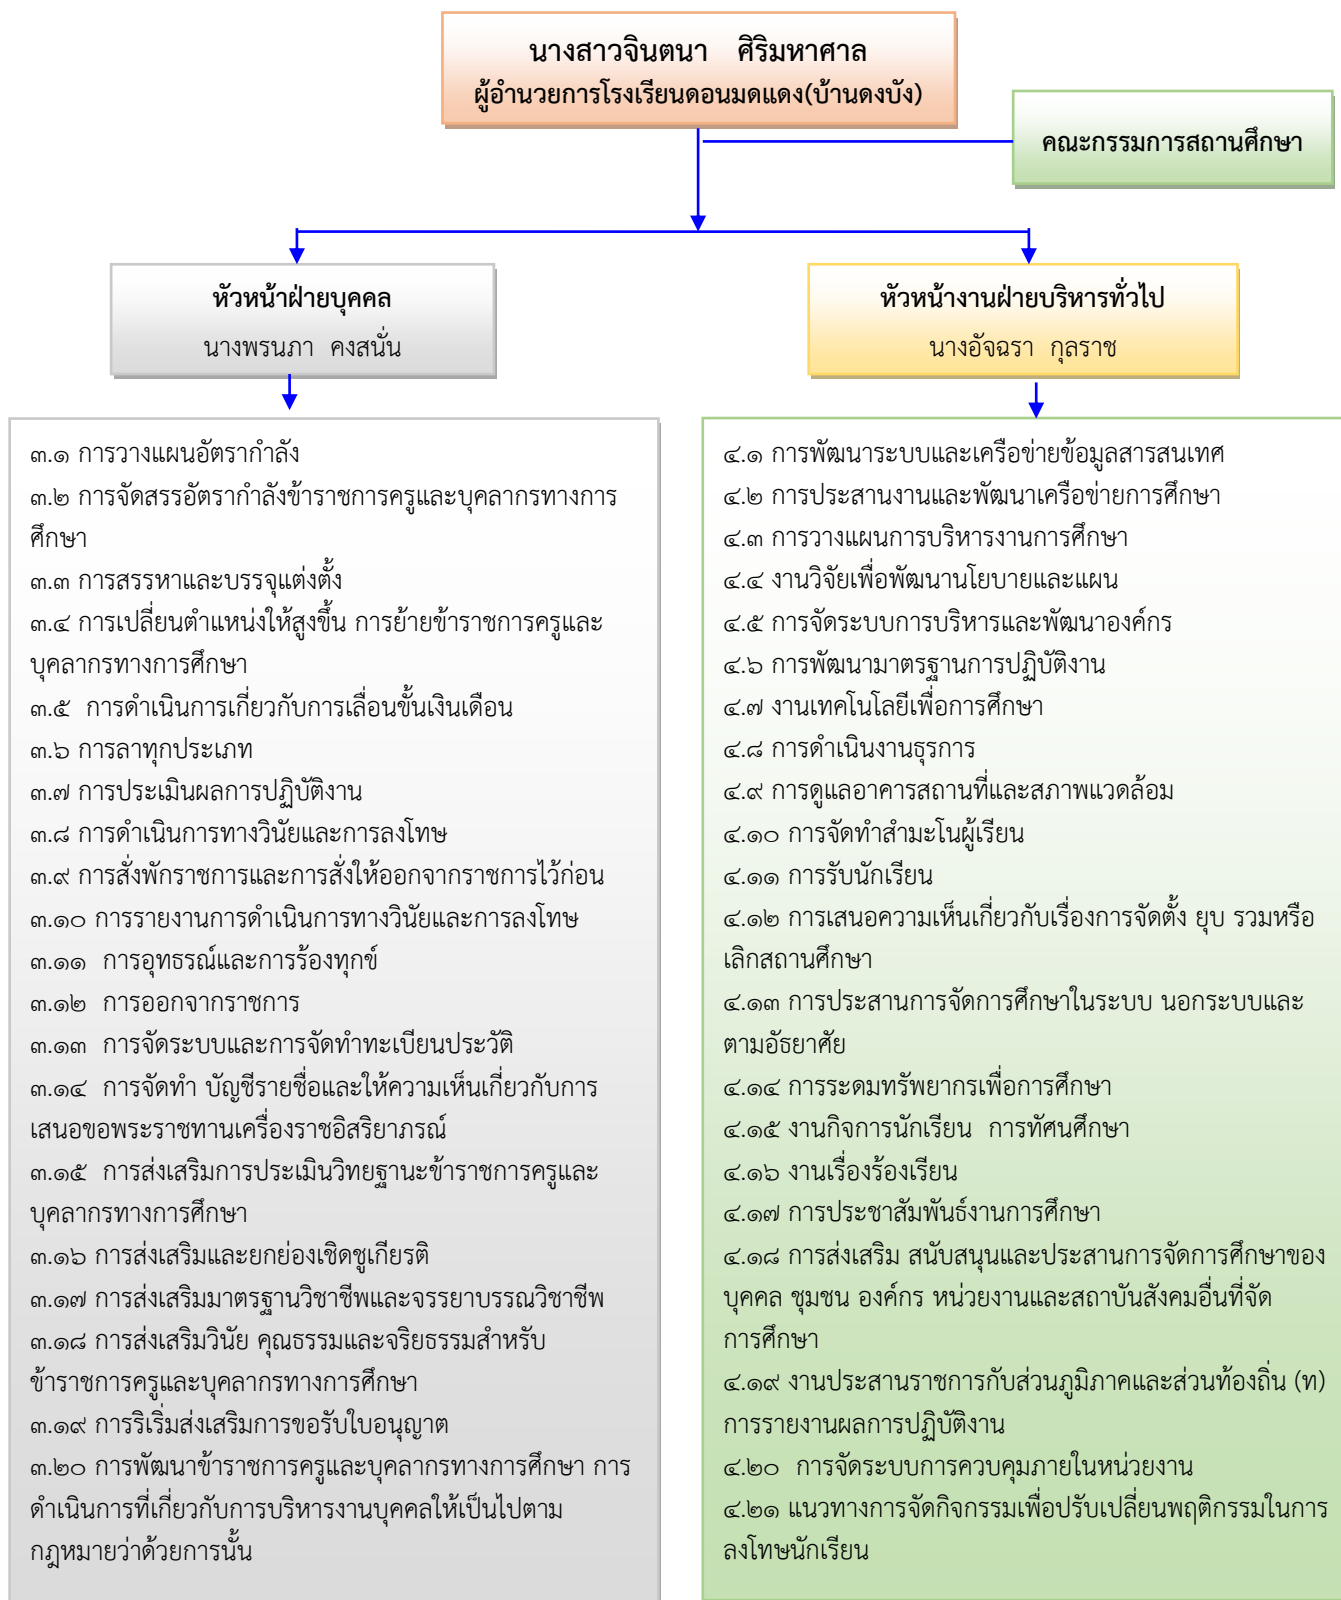 นางสาวจินตนา ศิริมหาศาล
ผู้อำนวยการโรงเรียนดอนมดแดง(บ้านดงบัง)
คณะกรรมการสถานศึกษา
หัวหน้าฝ่ายบุคคล
นางพรนภา คงสนั่น
หัวหน้างานฝ่ายบริหารทั่วไป
นางอัจฉรา กุลราช
๓.๑ การวางแผนอัตรากำลัง
๓.๒ การจัดสรรอัตรากำลังข้าราชการครูและบุคลากรทางการ
ศึกษา
๓.๓ การสรรหาและบรรจุแต่งตั้ง
๓.๔ การเปลี่ยนตำแหน่งให้สูงขึ้น การย้ายข้าราชการครูและ
บุคลากรทางการศึกษา
๓.๕ การดำเนินการเกี่ยวกับการเลื่อนขั้นเงินเดือน
๓.๖ การลาทุกประเภท
๓.๗ การประเมินผลการปฏิบัติงาน
๓.๘ การดำเนินการทางวินัยและการลงโทษ
๓.๙ การสั่งพักราชการและการสั่งให้ออกจากราชการไว้ก่อน
๓.๑๐ การรายงานการดำเนินการทางวินัยและการลงโทษ
๓.๑๑ การอุทธรณ์และการร้องทุกข์
๓.๑๒ การออกจากราชการ
๓.๑๓ การจัดระบบและการจัดทำทะเบียนประวัติ
๓.๑๔ การจัดทำ บัญชีรายชื่อและให้ความเห็นเกี่ยวกับการ
เสนอขอพระราชทานเครื่องราชอิสริยาภรณ์
๓.๑๕ การส่งเสริมการประเมินวิทยฐานะข้าราชการครูและ
บุคลากรทางการศึกษา
๓.๑๖ การส่งเสริมและยกย่องเชิดชูเกียรติ
๓.๑๗ การส่งเสริมมาตรฐานวิชาชีพและจรรยาบรรณวิชาชีพ
๓.๑๘ การส่งเสริมวินัย คุณธรรมและจริยธรรมสำหรับ
ข้าราชการครูและบุคลากรทางการศึกษา
๓.๑๙ การริเริ่มส่งเสริมการขอรับใบอนุญาต
๓.๒๐ การพัฒนาข้าราชการครูและบุคลากรทางการศึกษา การ
ดำเนินการที่เกี่ยวกับการบริหารงานบุคคลให้เป็นไปตาม
กฎหมายว่าด้วยการนั้น
๔.๑ การพัฒนาระบบและเครือข่ายข้อมูลสารสนเทศ
๔.๒ การประสานงานและพัฒนาเครือข่ายการศึกษา
๔.๓ การวางแผนการบริหารงานการศึกษา
๔.๔ งานวิจัยเพื่อพัฒนานโยบายและแผน
๔.๕ การจัดระบบการบริหารและพัฒนาองค์กร
๔.๖ การพัฒนามาตรฐานการปฏิบัติงาน
๔.๗ งานเทคโนโลยีเพื่อการศึกษา
๔.๘ การดำเนินงานธุรการ
๔.๙ การดูแลอาคารสถานที่และสภาพแวดล้อม
๔.๑๐ การจัดทำสำมะโนผู้เรียน
๔.๑๑ การรับนักเรียน
๔.๑๒ การเสนอความเห็นเกี่ยวกับเรื่องการจัดตั้ง ยุบ รวมหรือ
เลิกสถานศึกษา
๔.๑๓ การประสานการจัดการศึกษาในระบบ นอกระบบและ
ตามอัธยาศัย
๔.๑๔ การระดมทรัพยากรเพื่อการศึกษา
๔.๑๕ งานกิจการนักเรียน การทัศนศึกษา
๔.๑๖ งานเรื่องร้องเรียน
๔.๑๗ การประชาสัมพันธ์งานการศึกษา
๔.๑๘ การส่งเสริม สนับสนุนและประสานการจัดการศึกษาของ
บุคคล ชุมชน องค์กร หน่วยงานและสถาบันสังคมอื่นที่จัด
การศึกษา
๔.๑๙ งานประสานราชการกับส่วนภูมิภาคและส่วนท้องถิ่น (ท)
การรายงานผลการปฏิบัติงาน
๔.๒๐ การจัดระบบการควบคุมภายในหน่วยงาน
๔.๒๑ แนวทางการจัดกิจกรรมเพื่อปรับเปลี่ยนพฤติกรรมในการ
ลงโทษนักเรียน